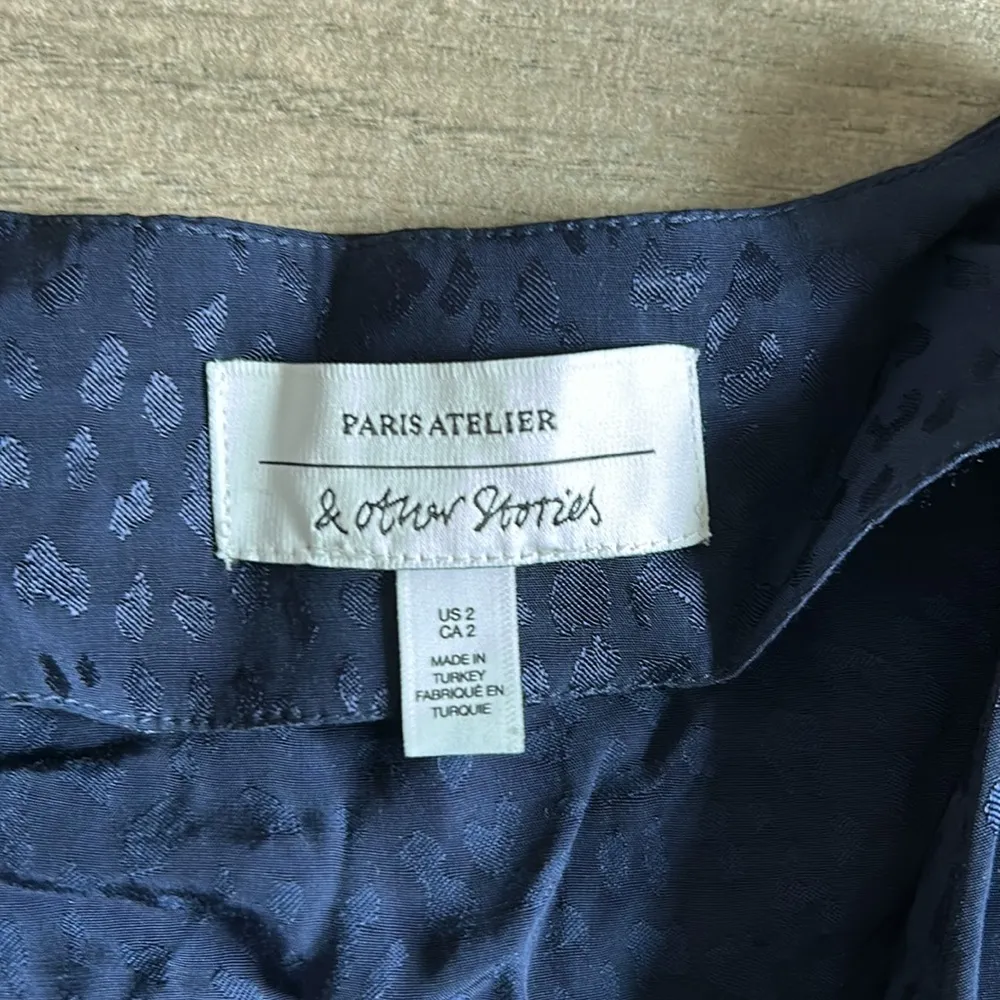 PARIS ATELIER
& other Stories
US 2
CA 2
MADE IN
TURKEY
FABRIQUÉ EN
TURQUIE